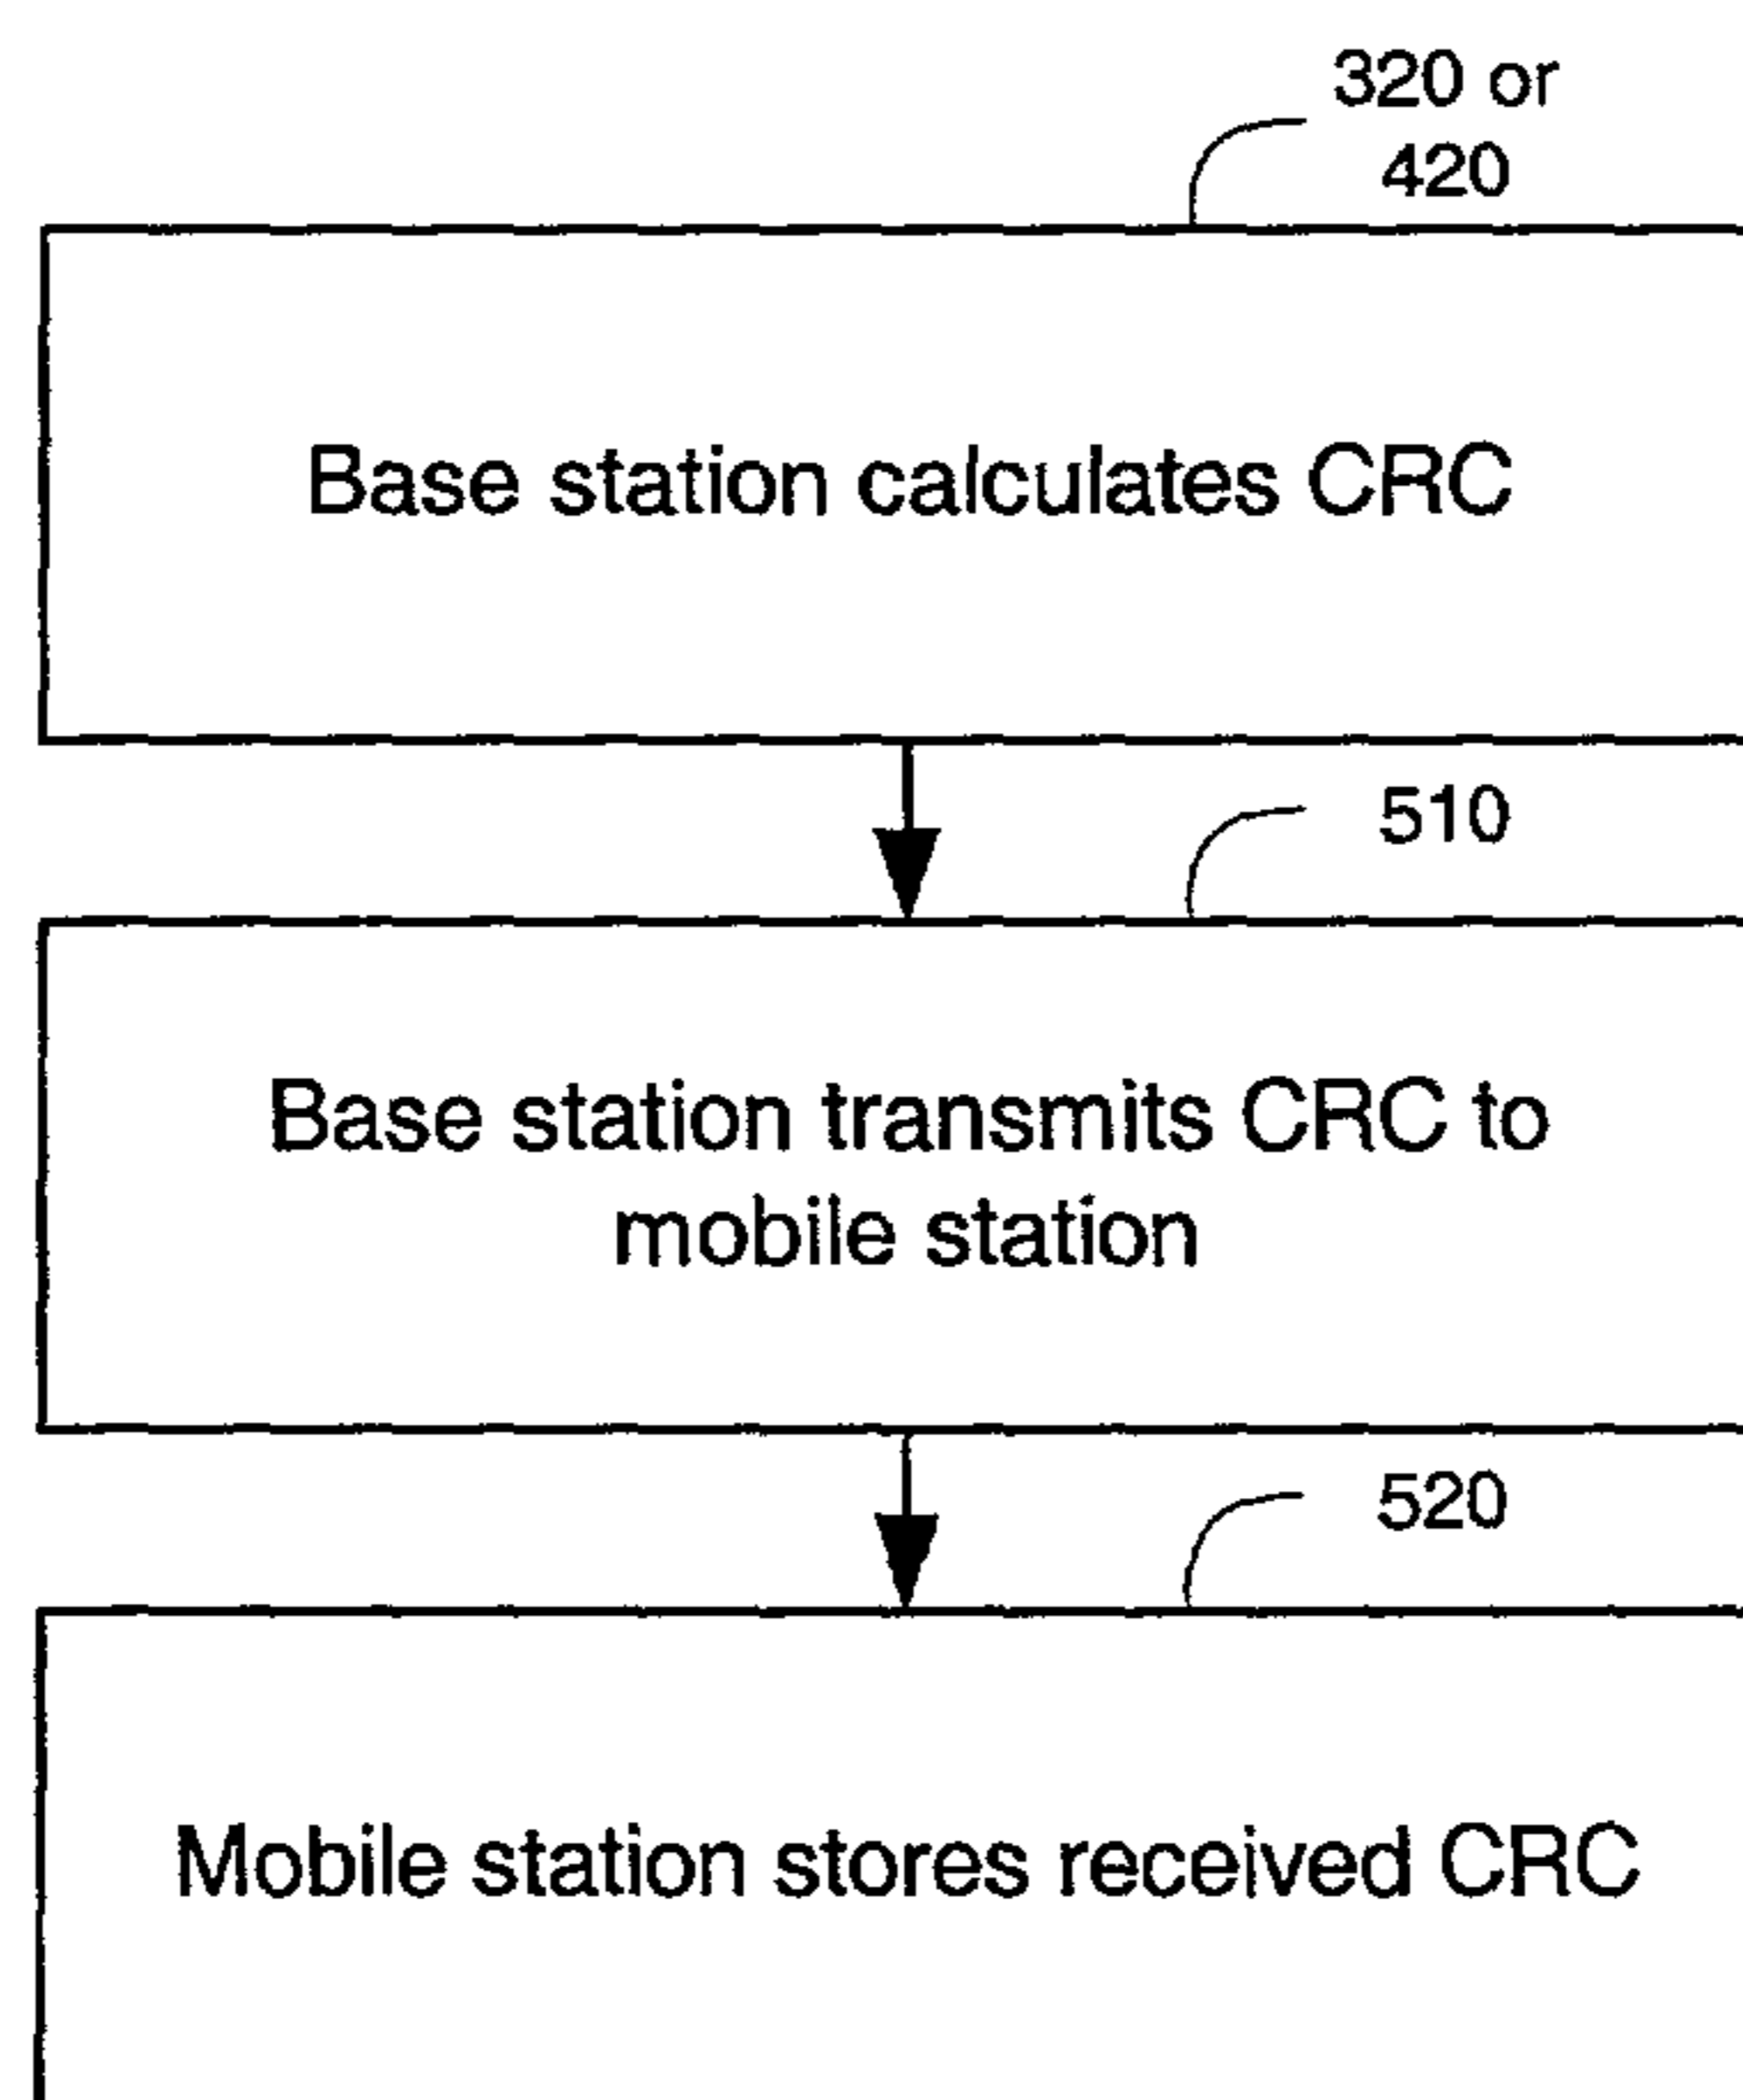 320 or
420
Base station calculates CRC
510
Base station transmits CRC to
mobile station
520
Mobile station stores received CRC